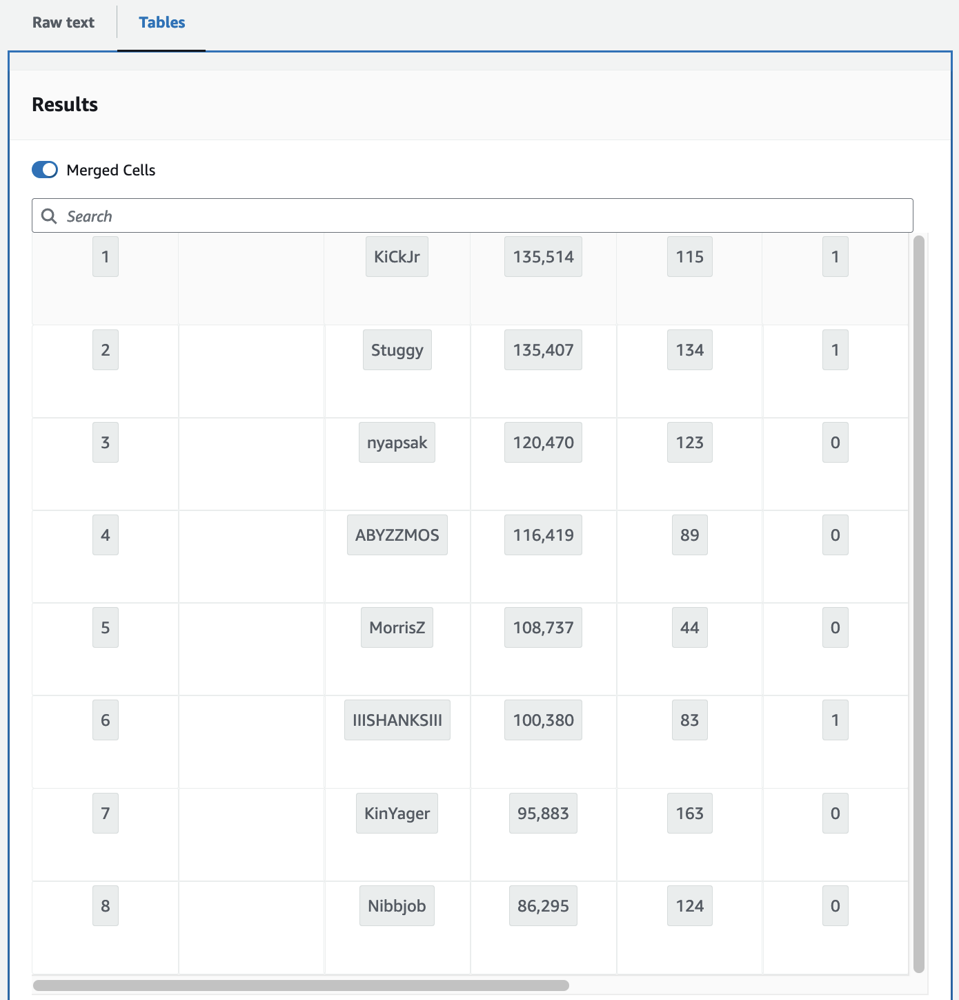 Raw text Tables
Results
Merged Cells
Search
1 KiCkJr 135,514 115 1
2 Stuggy 135,407 134 1
3 nyapsak 120,470 123 0
4 ABYZZMOS 116,419 89 0
5 MorrisZ 108,737 44 0
6 IIISHANKSIII 100,380 83 1
7 KinYager 95,883 163 0
8 Nibbjob 86,295 124 0